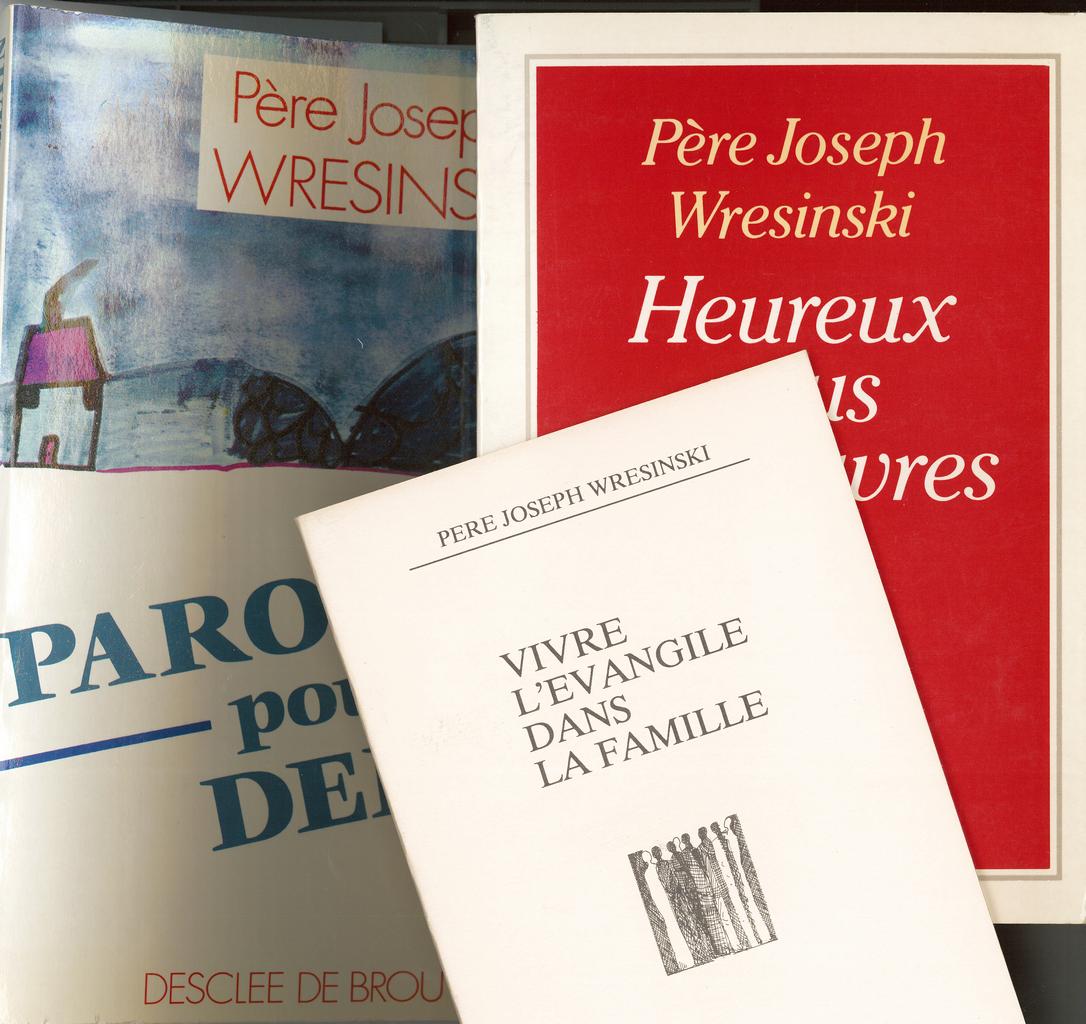 Père Josep
WRESINS
PARO
pou
DE
DESCLEE DE BROU
Père Joseph
Wresinski
Heureux
us
uvres
PERE JOSEPH WRESINSKI
VIVRE
L'EVANGILE
DANS
LA FAMILLE